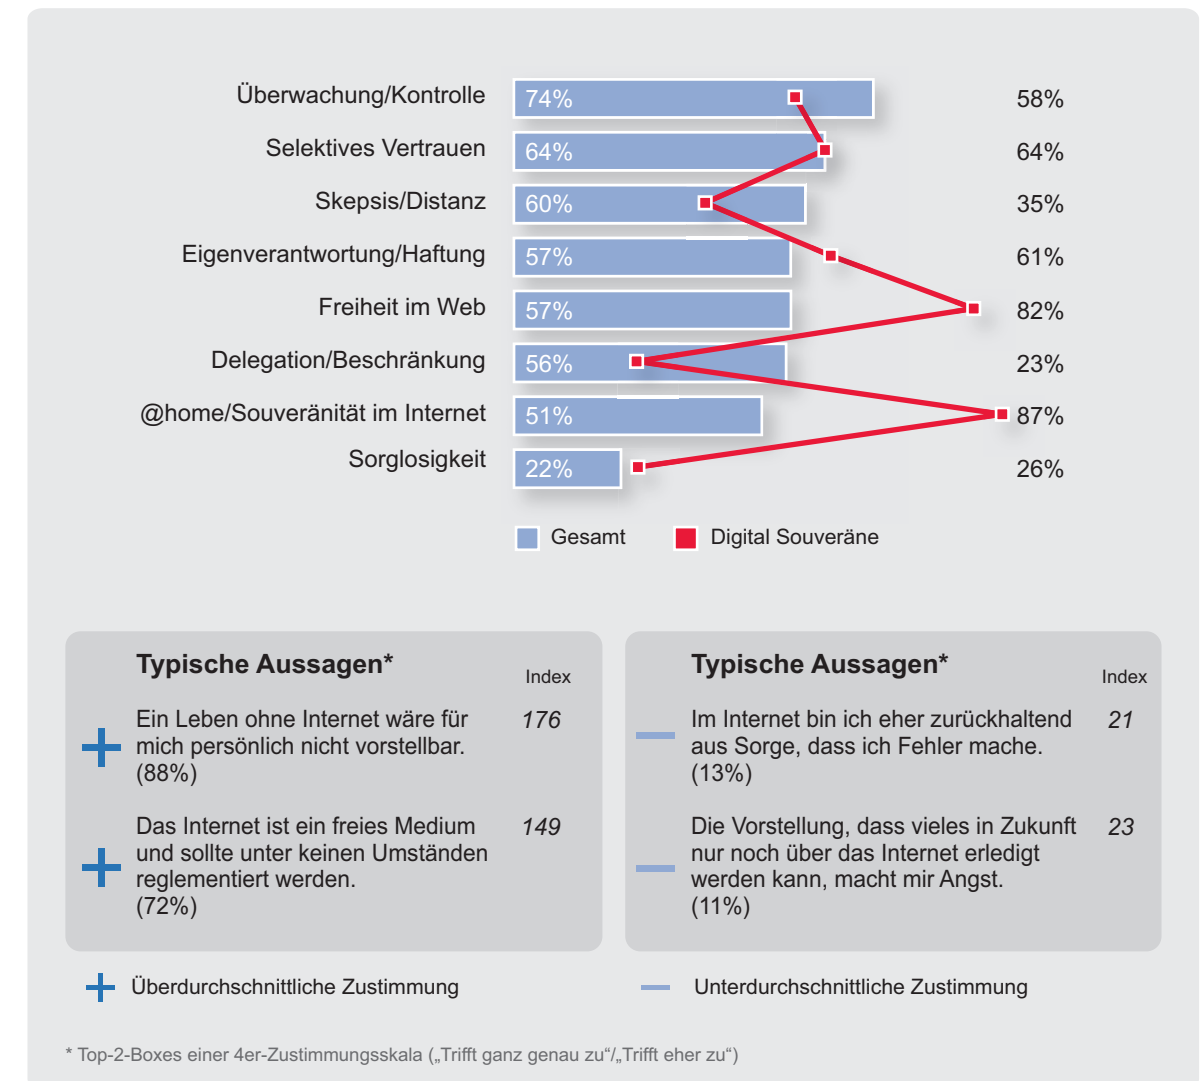 Überwachung/Kontrolle 74% 58%
Selektives Vertrauen 64% 64%
Skepsis/Distanz 60% 35%
Eigenverantwortung/Haftung 57% 61%
Freiheit im Web 57% 82%
Delegation/Beschränkung 56% 23%
@home/Souveränität im Internet 51% 87%
Sorglosigkeit 22% 26%
Gesamt Digital Souveräne
Typische Aussagen* Index
Ein Leben ohne Internet wäre für 176
mich persönlich nicht vorstellbar.
(88%)
Das Internet ist ein freies Medium 149
und sollte unter keinen Umständen
reglementiert werden.
(72%)
Typische Aussagen* Index
Im Internet bin ich eher zurückhaltend 21
aus Sorge, dass ich Fehler mache.
(13%)
Die Vorstellung, dass vieles in Zukunft 23
nur noch über das Internet erledigt
werden kann, macht mir Angst.
(11%)
Überdurchschnittliche Zustimmung
Unterdurchschnittliche Zustimmung
* Top-2-Boxes einer 4er-Zustimmungsskala („Trifft ganz genau zu“/„Trifft eher zu“)